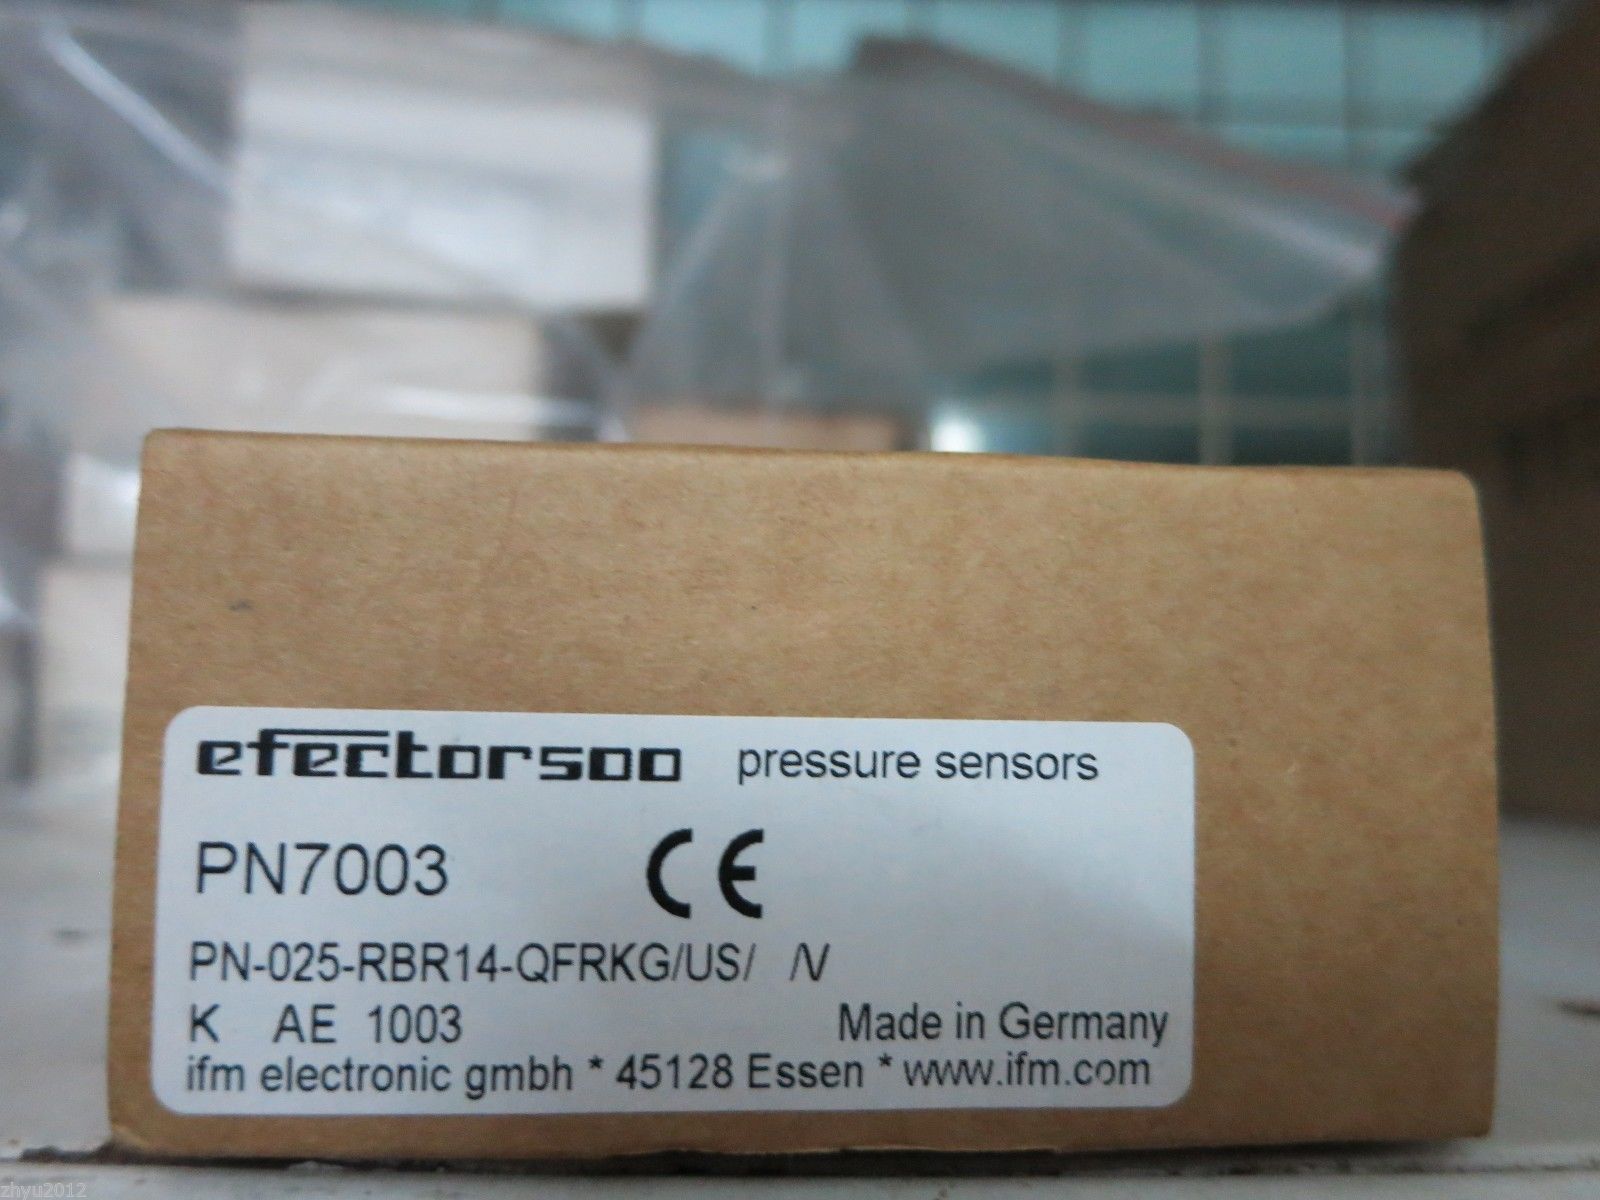 efector500 pressure sensors
PN7003 CE
PN-025-RBR14-QFRKG/US/ /V
K AE 1003 Made in Germany
ifm electronic gmbh * 45128 Essen * www.ifm.com
zhyu2012